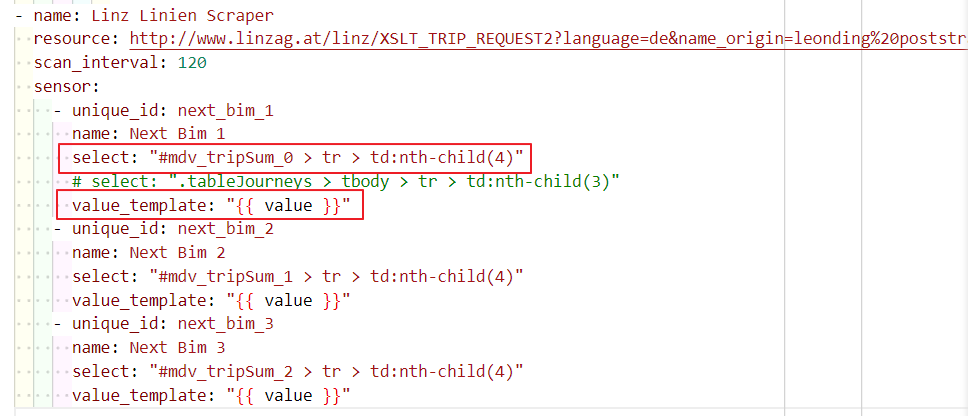 - name: Linz Linien Scraper
resource: http://www.linzag.at/linz/XSLT_TRIP_REQUEST2?language=de&name_origin=leonding%20poststr
scan_interval: 120
sensor:
- unique_id: next_bim_1
name: Next Bim 1
select: "#mdv_tripSum_0 > tr > td:nth-child(4)"
# select: ".tableJourneys > tbody > tr > td:nth-child(3)"
value_template: "{{ value }}"
- unique_id: next_bim_2
name: Next Bim 2
select: "#mdv_tripSum_1 > tr > td:nth-child(4)"
value_template: "{{ value }}"
- unique_id: next_bim_3
name: Next Bim 3
select: "#mdv_tripSum_2 > tr > td:nth-child(4)"
value_template: "{{ value }}"